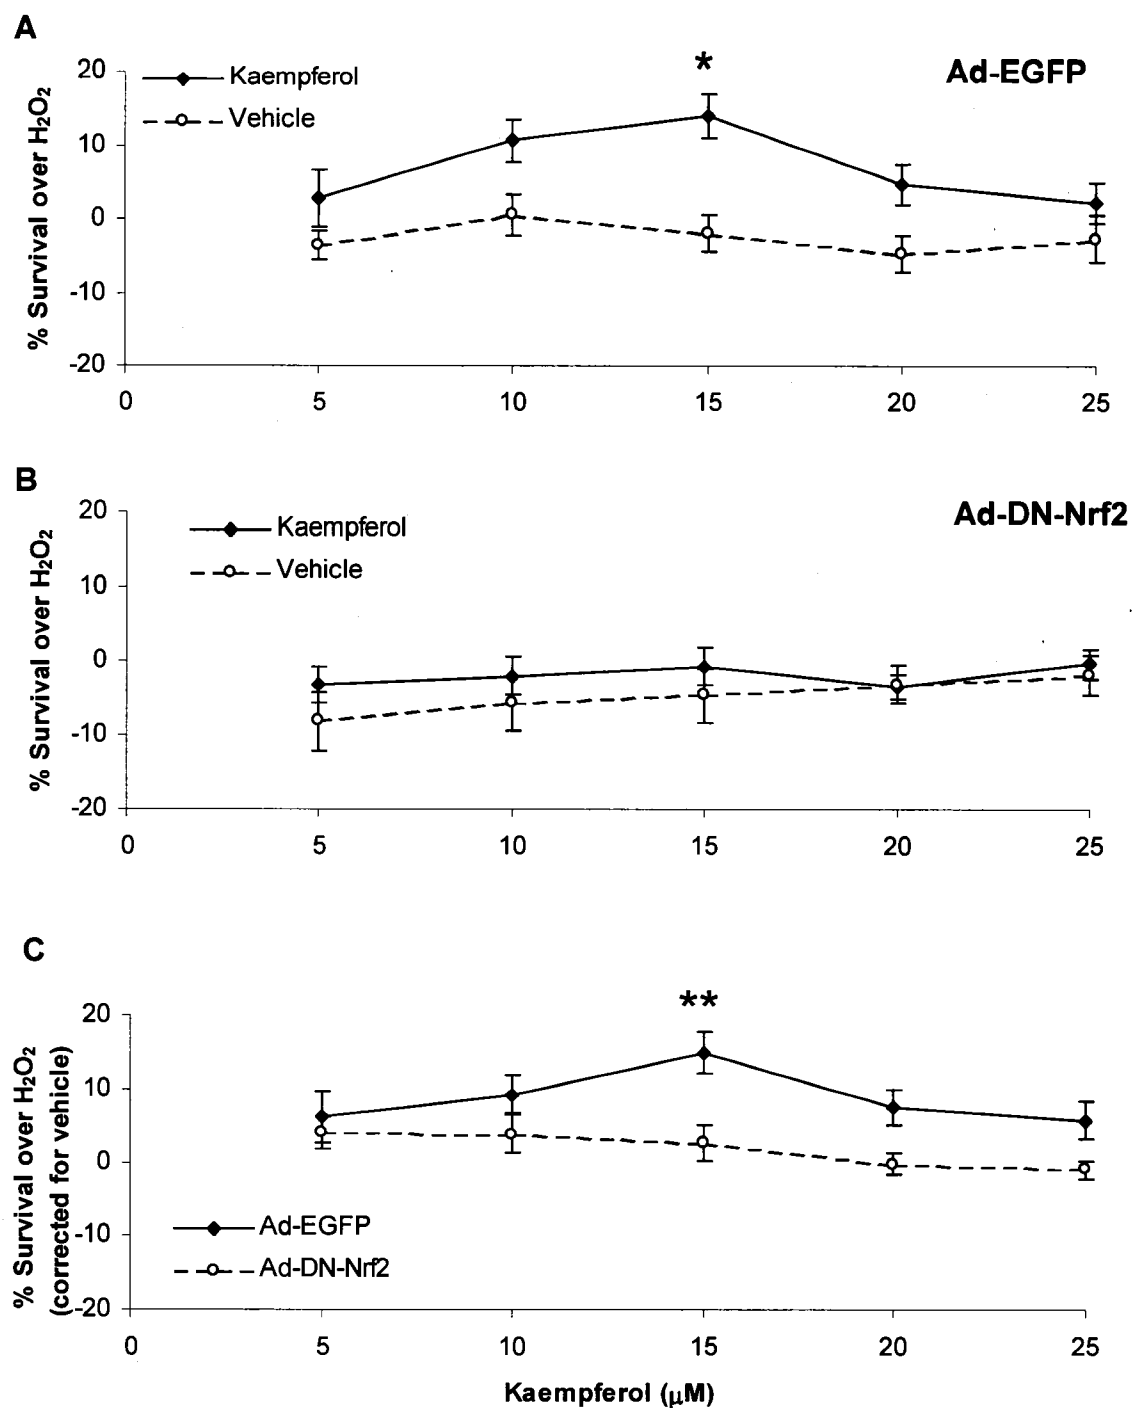 A
Ad-EGFP
*
Kaempferol
Vehicle
% Survival over H₂O₂
20
10
0
-10
-20
0 5 10 15 20 25
B
Ad-DN-Nrf2
Kaempferol
Vehicle
% Survival over H₂O₂
20
10
0
-10
-20
0 5 10 15 20 25
C
**
% Survival over H₂O₂
(corrected for vehicle)
20
10
0
-10
-20
Ad-EGFP
Ad-DN-Nrf2
0 5 10 15 20 25
Kaempferol (μM)